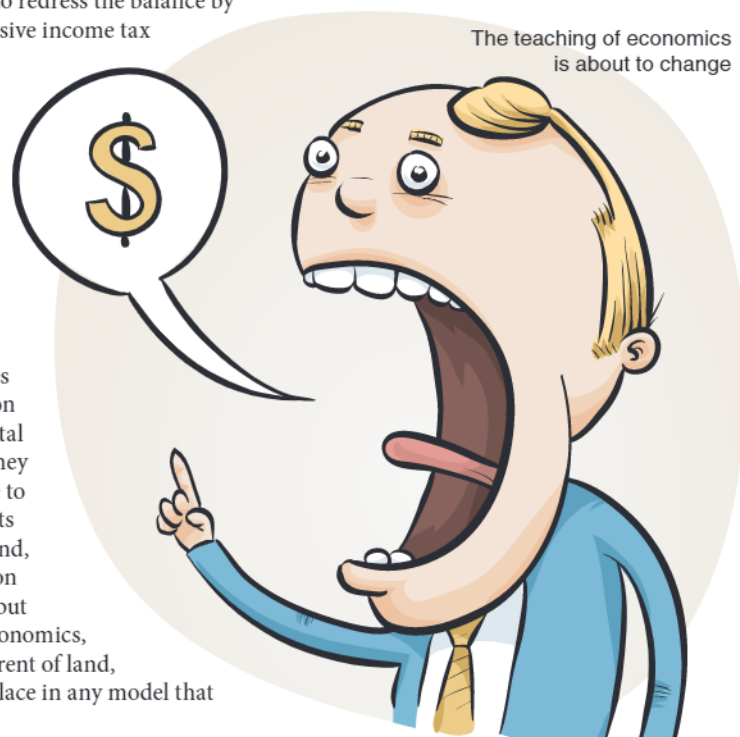 o redress the balance by
sive income tax
The teaching of economics
is about to change
$
s
on
tal
hey
to
ts
nd,
on
out
onomics,
rent of land,
lace in any model that